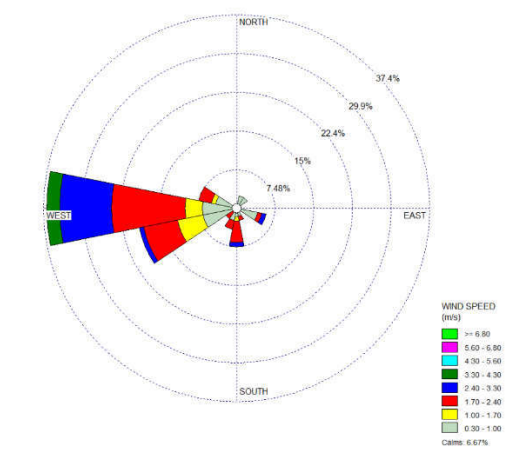 NORTH
37.4%
29.9%
22.4%
15%
7.48%
WEST
EAST
SOUTH
WIND SPEED
(m/s)
>= 6.80
5.60 - 6.80
4.30 - 5.60
3.30 - 4.30
2.40 - 3.30
1.70 - 2.40
1.00 - 1.70
0.30 - 1.00
Calms: 6.67%